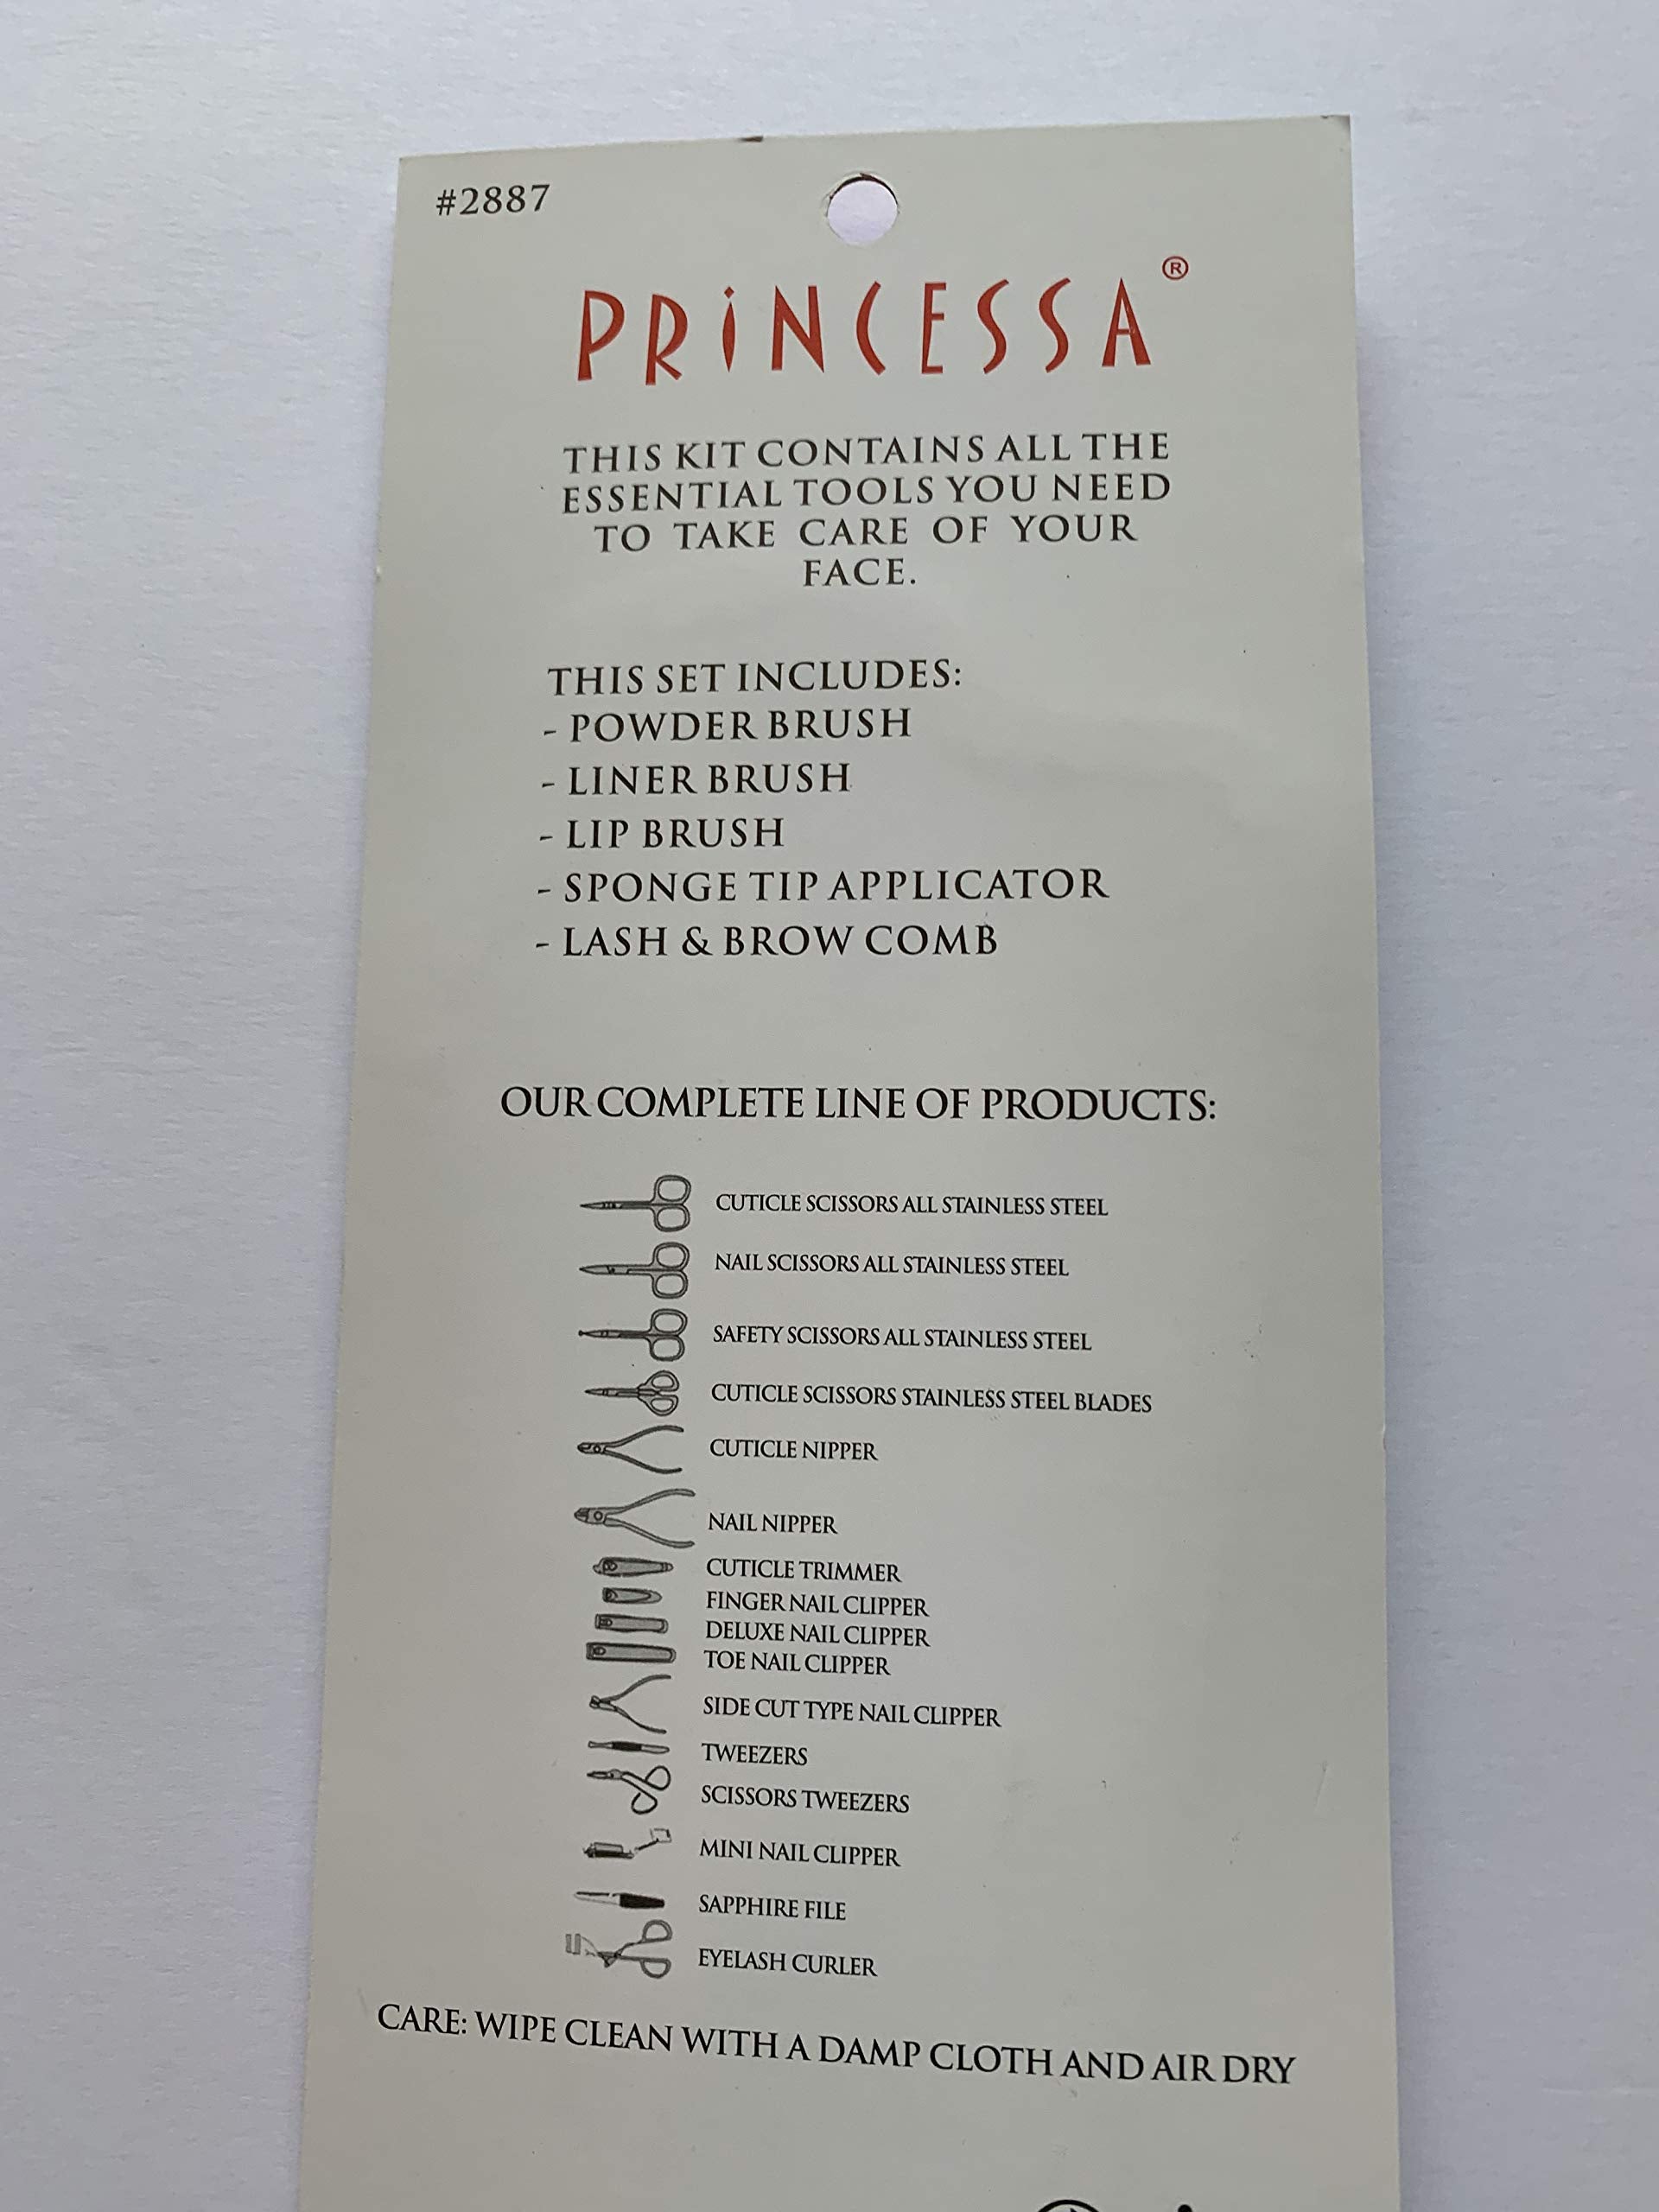 #2887
PRINCESSA®
THIS KIT CONTAINS ALL THE
ESSENTIAL TOOLS YOU NEED
TO TAKE CARE OF YOUR
FACE.
THIS SET INCLUDES:
- POWDER BRUSH
- LINER BRUSH
- LIP BRUSH
- SPONGE TIP APPLICATOR
- LASH & BROW COMB
OUR COMPLETE LINE OF PRODUCTS:
CUTICLE SCISSORS ALL STAINLESS STEEL
NAIL SCISSORS ALL STAINLESS STEEL
SAFETY SCISSORS ALL STAINLESS STEEL
CUTICLE SCISSORS STAINLESS STEEL BLADES
CUTICLE NIPPER
NAIL NIPPER
CUTICLE TRIMMER
FINGER NAIL CLIPPER
DELUXE NAIL CLIPPER
TOE NAIL CLIPPER
SIDE CUT TYPE NAIL CLIPPER
TWEEZERS
SCISSORS TWEEZERS
MINI NAIL CLIPPER
SAPPHIRE FILE
EYELASH CURLER
CARE: WIPE CLEAN WITH A DAMP CLOTH AND AIR DRY